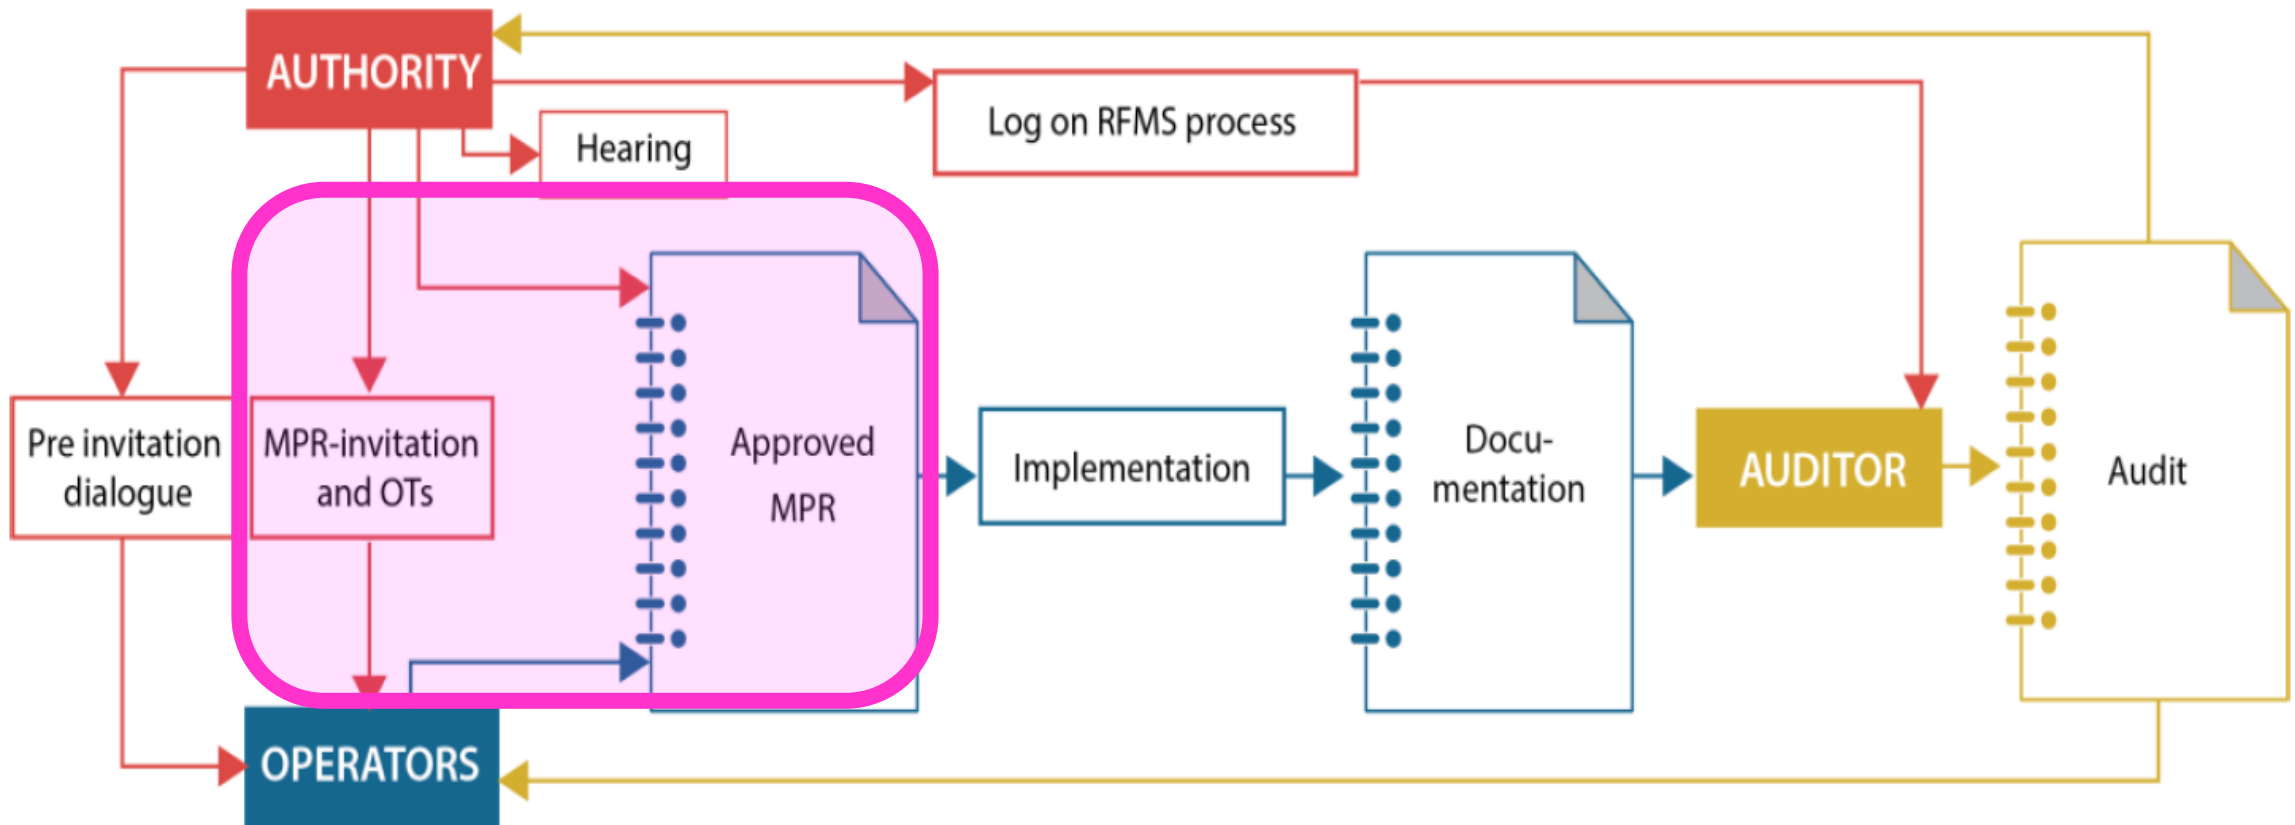 AUTHORITY
Hearing
Log on RFMS process
Pre invitation
dialogue
MPR-invitation
and OTs
Approved
MPR
Implementation
Docu-
mentation
AUDITOR
Audit
OPERATORS